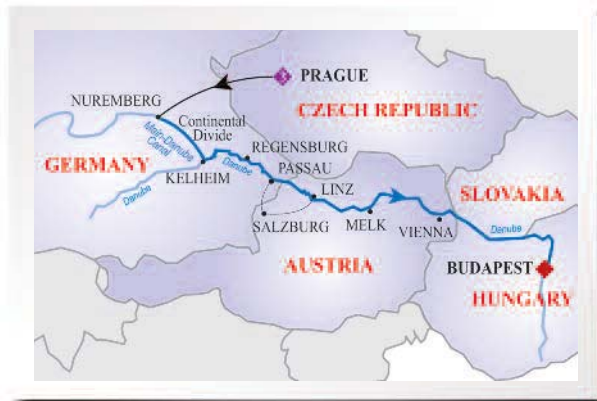 PRAGUE
CZECH REPUBLIC
NUREMBERG
Continental
Divide
Main-Danube
Canal
REGENSBURG
GERMANY
Danube
PASSAU
KELHEIM
Danube
LINZ
SLOVAKIA
SALZBURG
MELK
VIENNA
Danube
AUSTRIA
BUDAPEST
HUNGARY